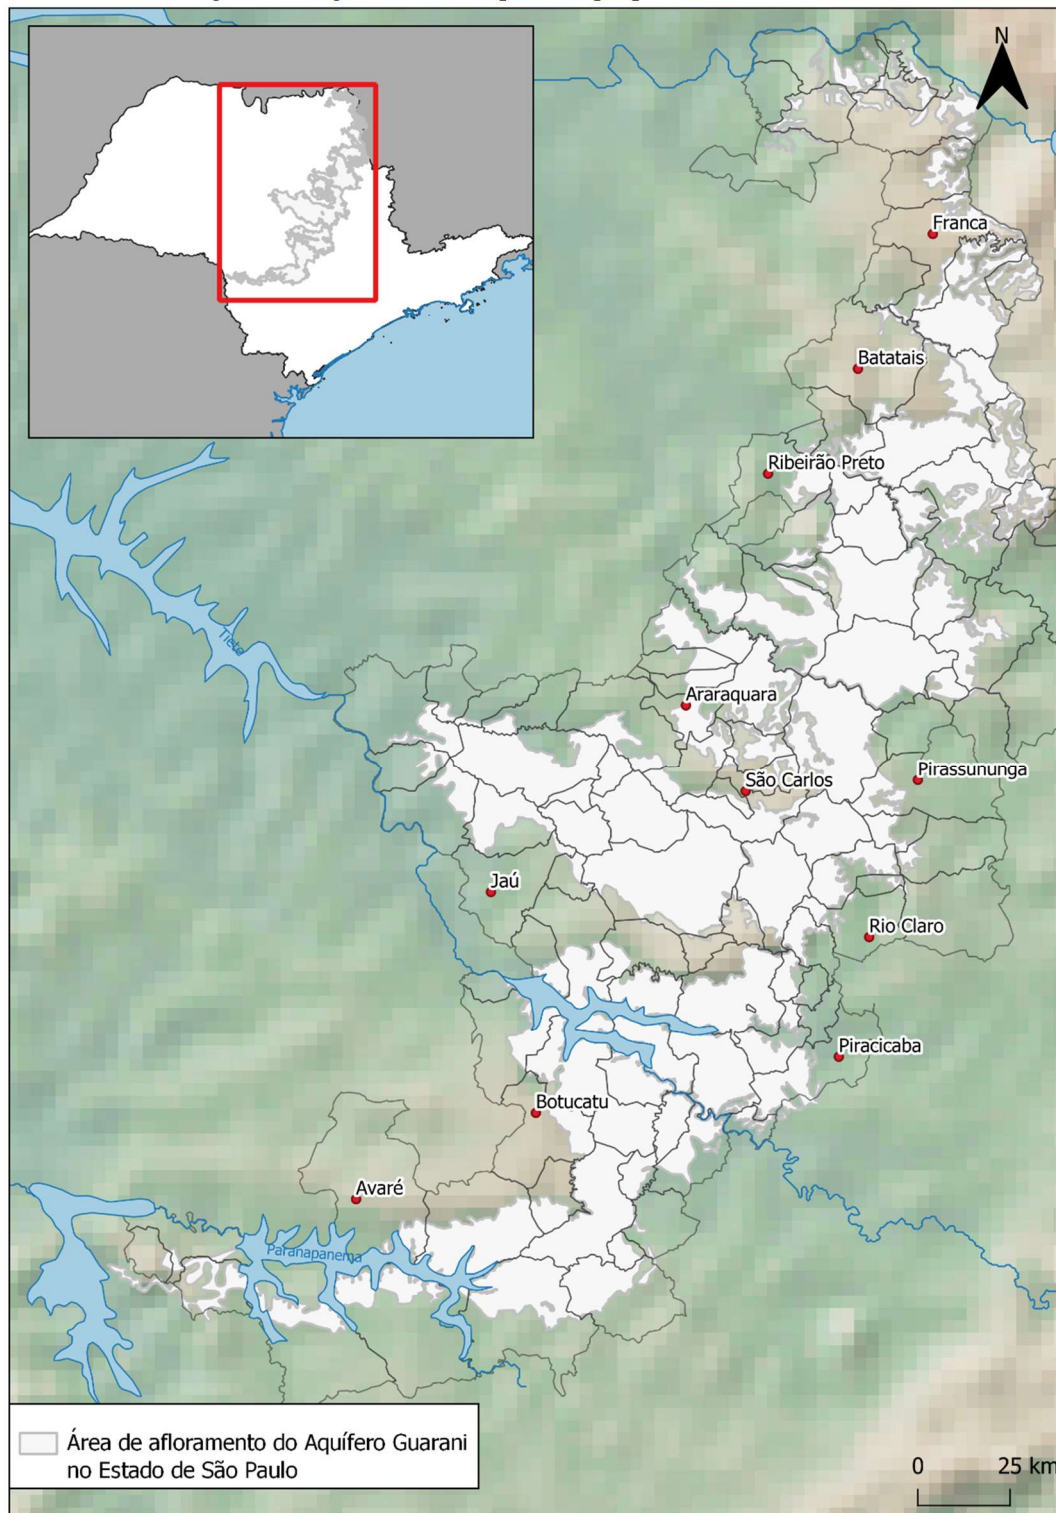 N
Franca
Batatais
Ribeirão Preto
Tietê
Araraquara
São Carlos
Pirassununga
Jaú
Rio Claro
Piracicaba
Botucatu
Avaré
Paranapanema
Área de afloramento do Aquífero Guarani
no Estado de São Paulo
0 25 km